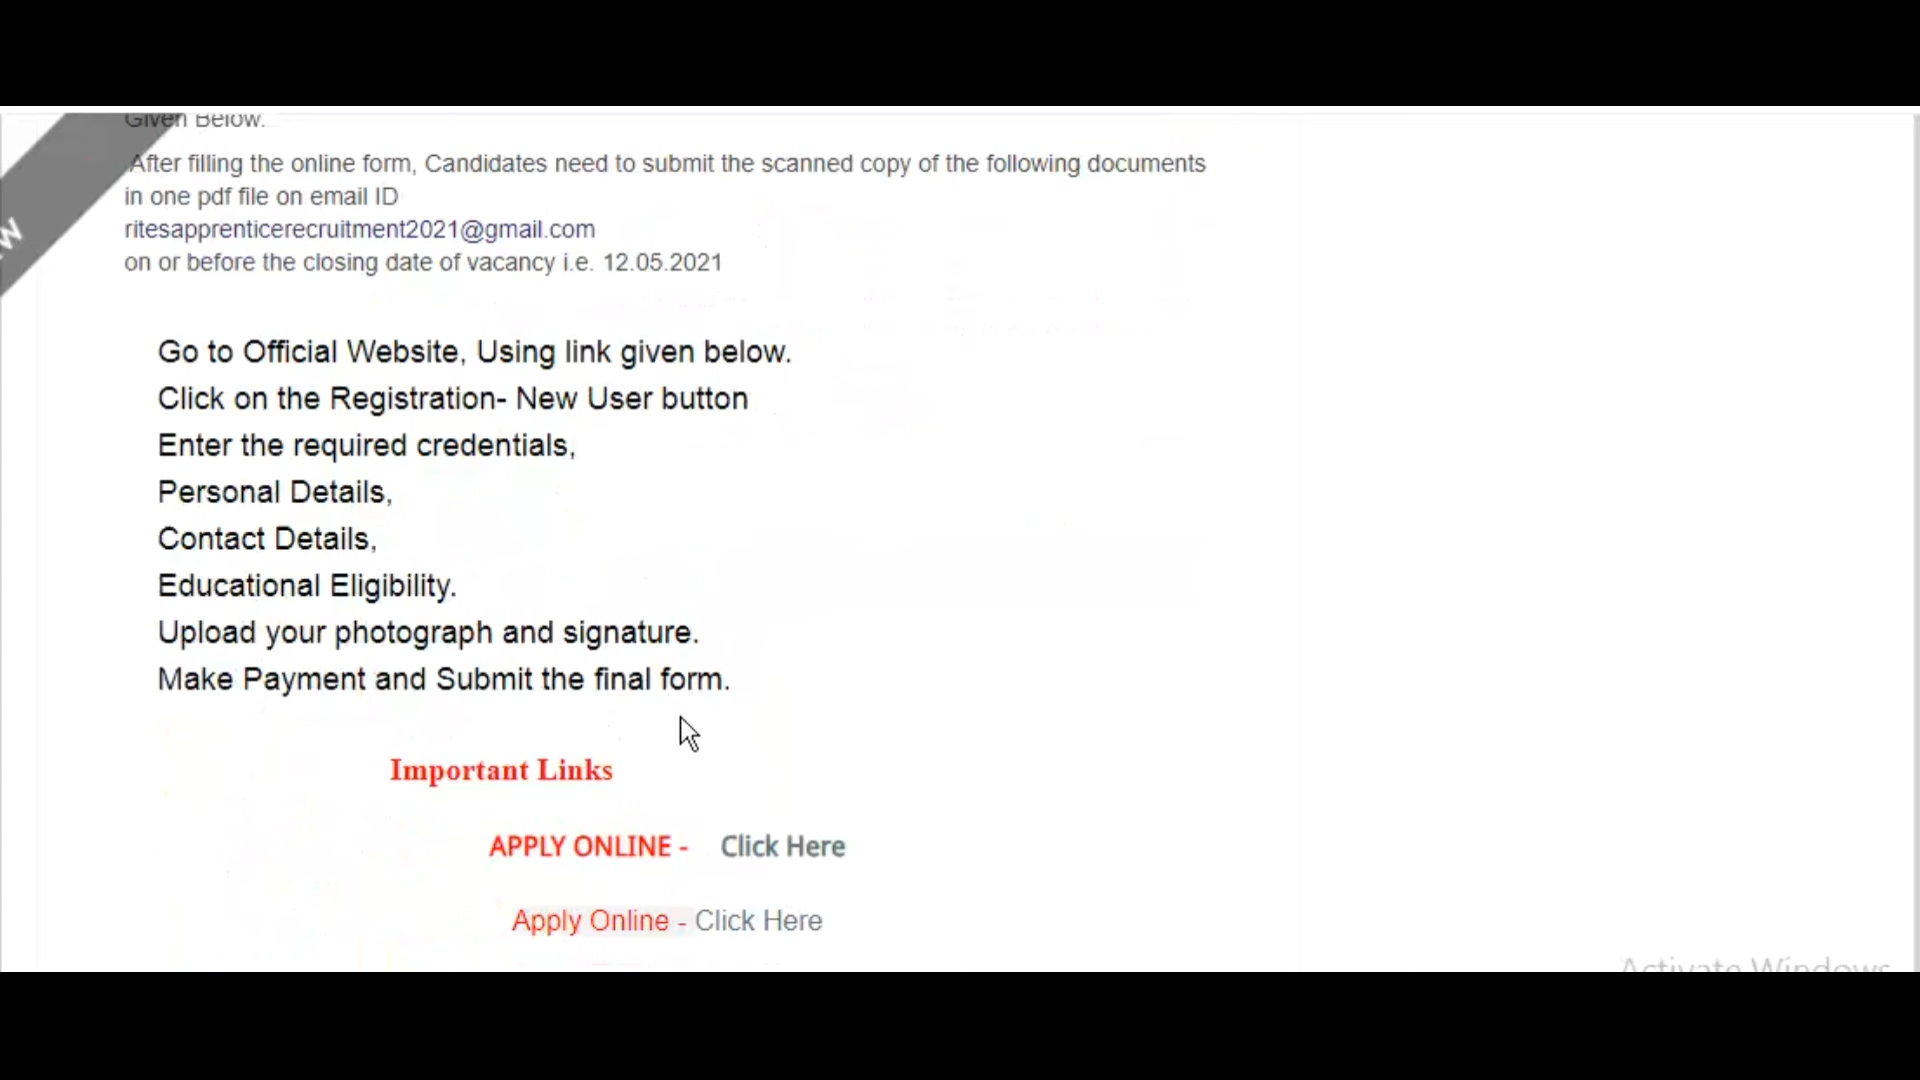 Given Below.
After filling the online form, Candidates need to submit the scanned copy of the following documents
in one pdf file on email ID
ritesapprenticerecruitment2021@gmail.com
on or before the closing date of vacancy i.e. 12.05.2021
Go to Official Website, Using link given below.
Click on the Registration- New User button
Enter the required credentials,
Personal Details,
Contact Details,
Educational Eligibility.
Upload your photograph and signature.
Make Payment and Submit the final form.
Important Links
APPLY ONLINE - Click Here
Apply Online - Click Here
Activate Windows